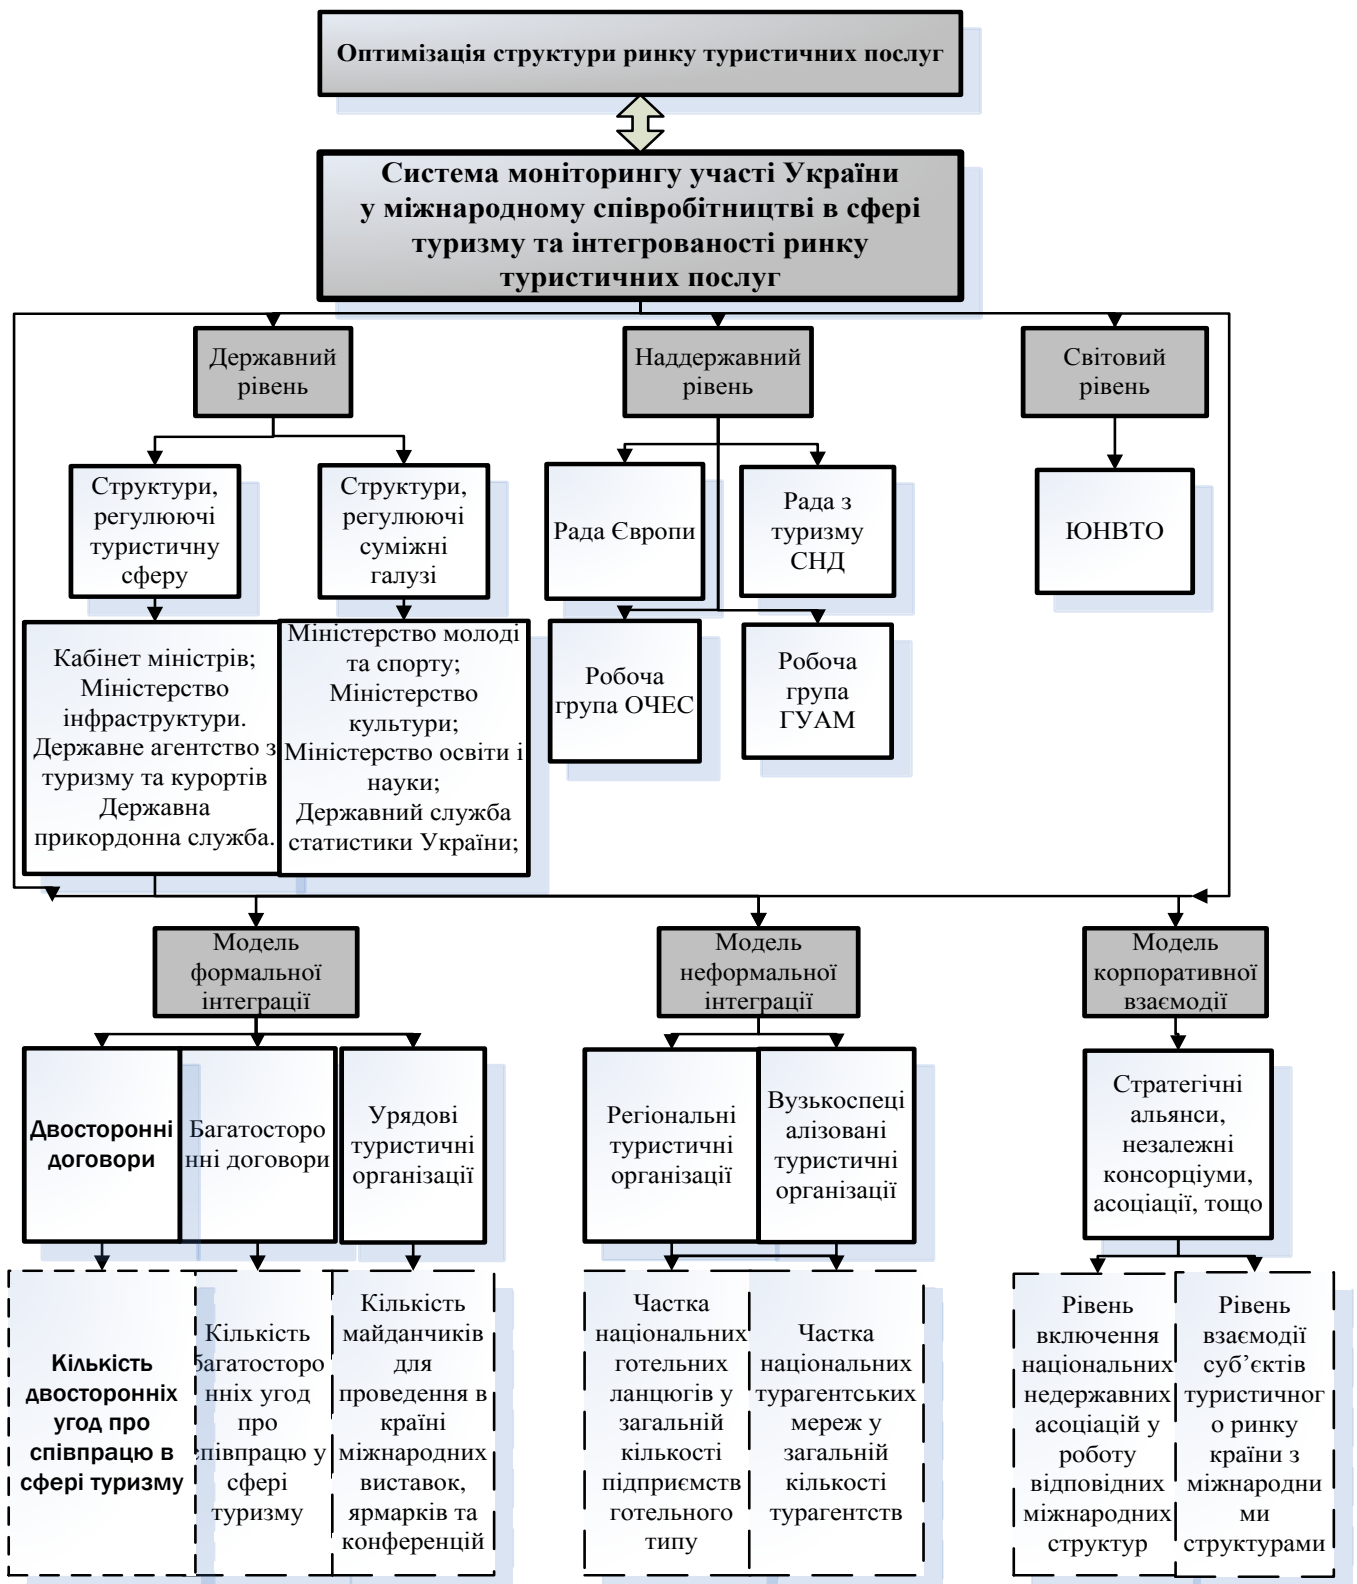 Оптимізація структури ринку туристичних послуг
Система моніторингу участі України
у міжнародному співробітництві в сфері
туризму та інтегрованості ринку
туристичних послуг
Державний
рівень
Наддержавний
рівень
Світовий
рівень
Структури,
регулюючі
туристичну
сферу
Структури,
регулюючі
суміжні
галузі
Рада Європи
Рада з
туризму
СНД
ЮНВТО
Кабінет міністрів;
Міністерство
інфраструктури.
Державне агентство з
туризму та курортів
Державна
прикордонна служба.
Міністерство молоді
та спорту;
Міністерство
культури;
Міністерство освіти і
науки;
Державний служба
статистики України;
Робоча
група ОЧЕС
Робоча
група
ГУАМ
Модель
формальної
інтеграції
Модель
неформальної
інтеграції
Модель
корпоративної
взаємодії
Двосторонні
договори
Багатосторо
нні договори
Урядові
туристичні
організації
Регіональні
туристичні
організації
Вузькоспеці
алізовані
туристичні
організації
Стратегічні
альянси,
незалежні
консорціуми,
асоціації, тощо
Кількість
двосторонніх
угод про
співпрацю в
сфері туризму
Кількість
багатосторо
нніх угод
про
співпрацю у
сфері
туризму
Кількість
майданчиків
для
проведення в
країні
міжнародних
виставок,
ярмарків та
конференцій
Частка
національних
готельних
ланцюгів у
загальній
кількості
підприємств
готельного
типу
Частка
національних
турагентських
мереж у
загальній
кількості
турагентств
Рівень
включення
національних
недержавних
асоціацій у
роботу
відповідних
міжнародних
структур
Рівень
взаємодії
суб’єктів
туристичног
о ринку
країни з
міжнародни
ми
структурами